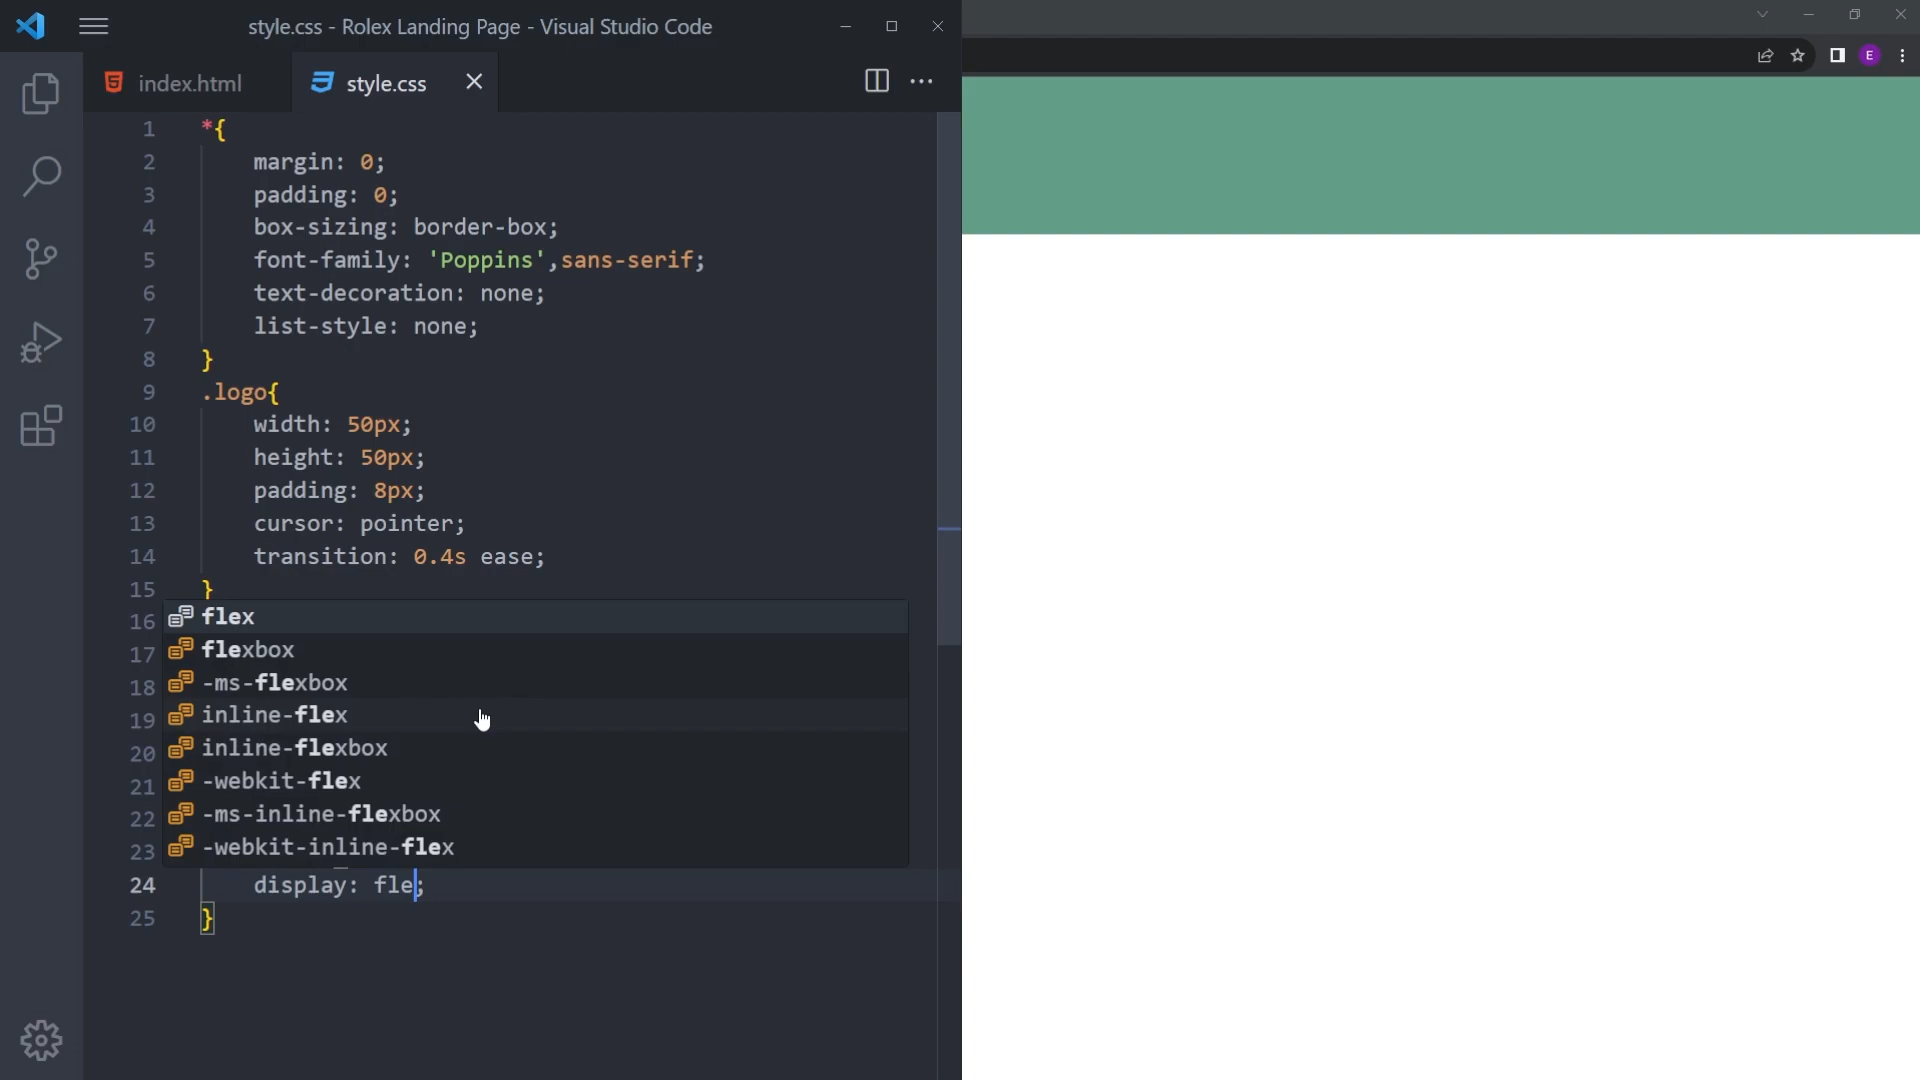 style.css - Rolex Landing Page - Visual Studio Code
index.html
style.css
E
1 *{
2 margin: 0;
3 padding: 0;
4 box-sizing: border-box;
5 font-family: 'Poppins',sans-serif;
6 text-decoration: none;
7 list-style: none;
8 }
9 .logo{
10 width: 50px;
11 height: 50px;
12 padding: 8px;
13 cursor: pointer;
14 transition: 0.4s ease;
15 }
16 flex
17 flexbox
18 -ms-flexbox
19 inline-flex
20 inline-flexbox
21 -webkit-flex
22 -ms-inline-flexbox
23 -webkit-inline-flex
24 display: fle;
25 }